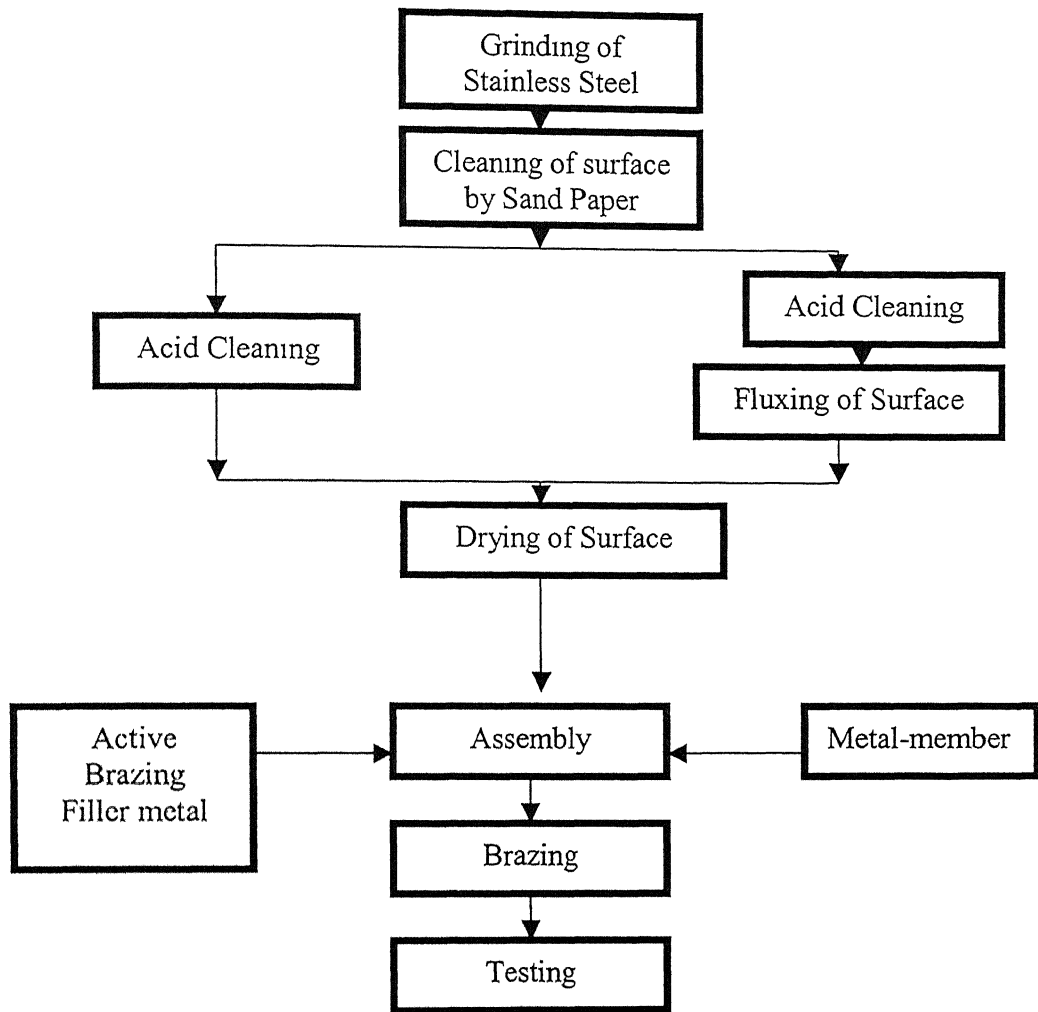 Grinding of
Stainless Steel
Cleaning of surface
by Sand Paper
Acid Cleaning
Acid Cleaning
Fluxing of Surface
Drying of Surface
Active
Brazing
Filler metal
Assembly
Metal-member
Brazing
Testing